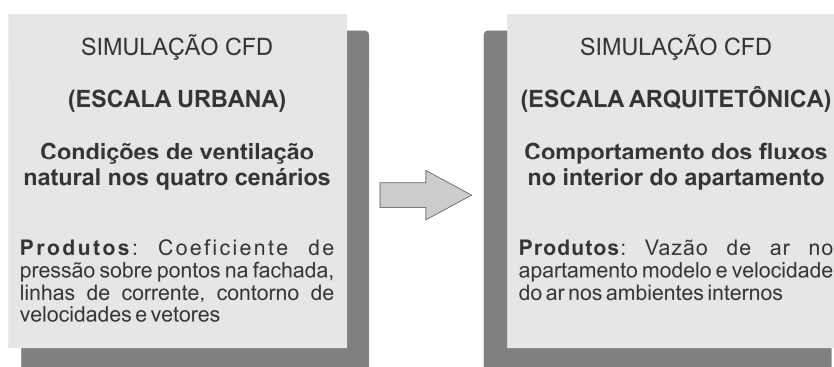 SIMULAÇÃO CFD
(ESCALA URBANA)
Condições de ventilação
natural nos quatro cenários
Produtos: Coeficiente de
pressão sobre pontos na fachada,
linhas de corrente, contorno de
velocidades e vetores
SIMULAÇÃO CFD
(ESCALA ARQUITETÔNICA)
Comportamento dos fluxos
no interior do apartamento
Produtos: Vazão de ar no
apartamento modelo e velocidade
do ar nos ambientes internos